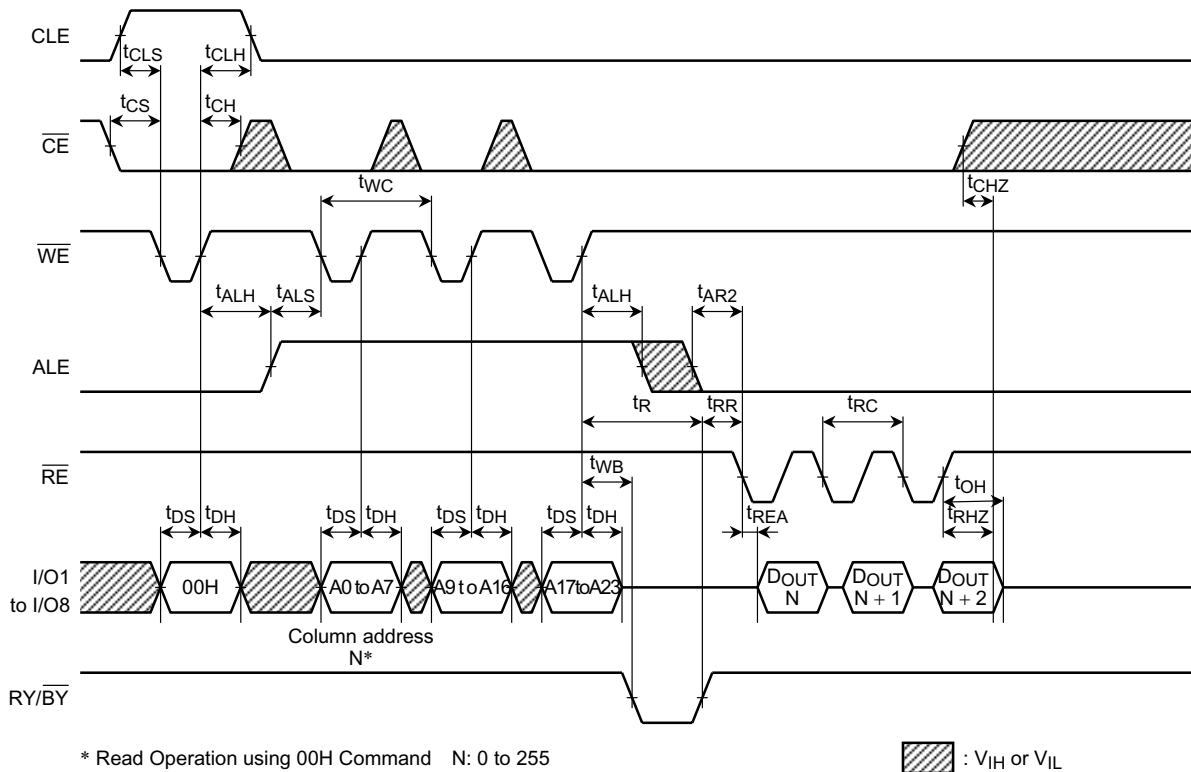 CLE
tCLS
tCLH
tCS
tCH
CE
tWC
tCHZ
WE
tALH
tALS
tALH
tAR2
ALE
tR
tRR
tRC
RE
tWB
tOH
tDS
tDH
tDS
tDH
tDS
tDH
tDS
tDH
tREA
tRHZ
I/O1
to I/O8
00H
A0 to A7
A9 to A16
A17 to A23
DOUT
N
DOUT
N + 1
DOUT
N + 2
Column address
N*
RY/BY
* Read Operation using 00H Command N: 0 to 255
: VIH or VIL